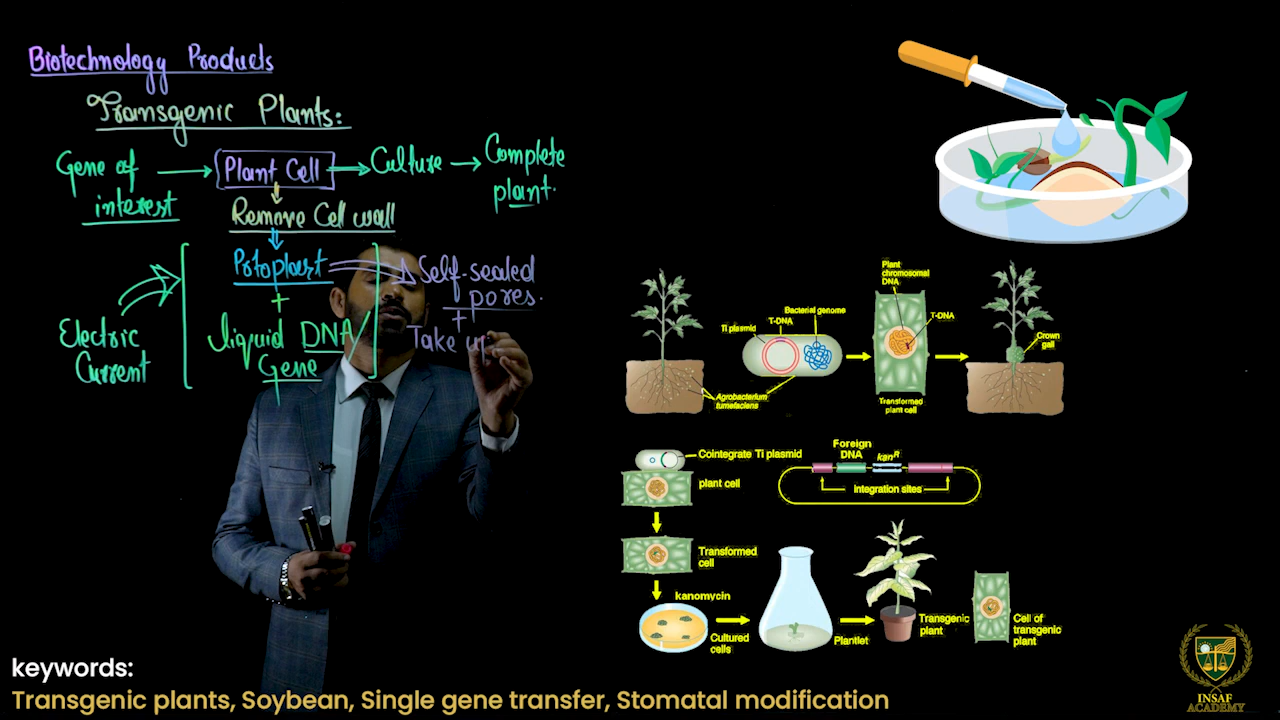 Biotechnology Products
Transgenic Plants:
Gene of
interest
Plant Cell
Culture
Complete
plant.
Remove Cell wall
Protoplast
Self-sealed
pores.
+
+
Take up
Electric
Current
liquid DNA/
Gene
Plant
chromosomal
DNA
Bacterial genome
T-DNA
Ti plasmid
T-DNA
Crown
gall
Agrobacterium
tumefaciens
Transformed
plant cell
Cointegrate Ti plasmid
plant cell
Foreign
DNA
kanR
integration sites
Transformed
cell
kanomycin
Cultured
cells
Plantlet
Transgenic
plant
Cell of
transgenic
plant
INSAF
ACADEMY
keywords:
Transgenic plants, Soybean, Single gene transfer, Stomatal modification